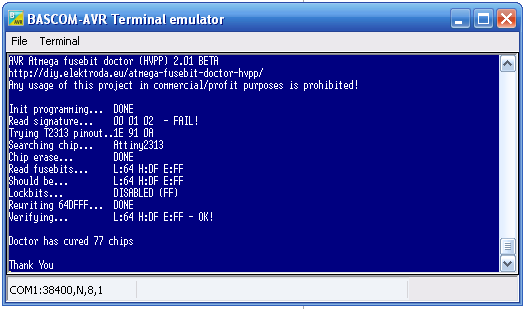 BASCOM-AVR Terminal emulator
File Terminal
AVR Atmega fusebit doctor (HVPP) 2.01 BETA
http://diy.elektroda.eu/atmega-fusebit-doctor-hvpp/
Any usage of this project in commercial/profit purposes is prohibited!
Init programming... DONE
Read signature... 00 01 02 - FAIL!
Trying T2313 pinout..1E 91 0A
Searching chip... Attiny2313
Chip erase... DONE
Read fusebits... L:64 H:DF E:FF
Should be... L:64 H:DF E:FF
Lockbits... DISABLED (FF)
Rewriting 64DFFF... DONE
Verifying... L:64 H:DF E:FF - OK!
Doctor has cured 77 chips
Thank You
COM1:38400,N,8,1